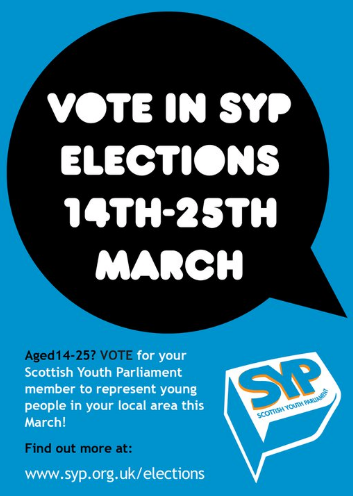 VOTE IN SYP
ELECTIONS
14TH-25TH
MARCH
Aged14-25? VOTE for your
Scottish Youth Parliament
member to represent young
people in your local area this
March!
Find out more at:
www.syp.org.uk/elections
SYP
SCOTTISH YOUTH PARLIAMENT